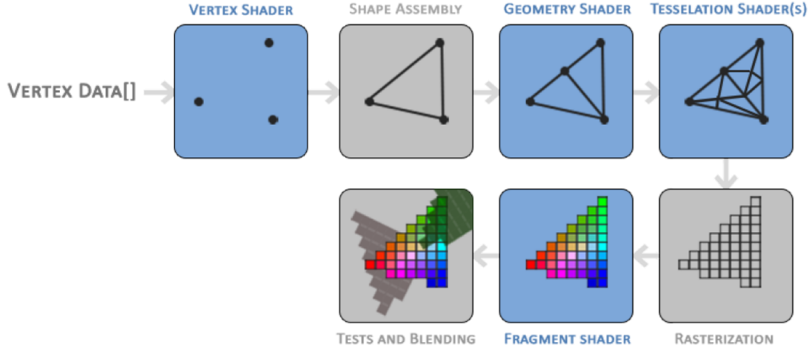 VERTEX SHADER
SHAPE ASSEMBLY
GEOMETRY SHADER
TESSELATION SHADER(S)
VERTEX DATA[]
TESTS AND BLENDING
FRAGMENT SHADER
RASTERIZATION